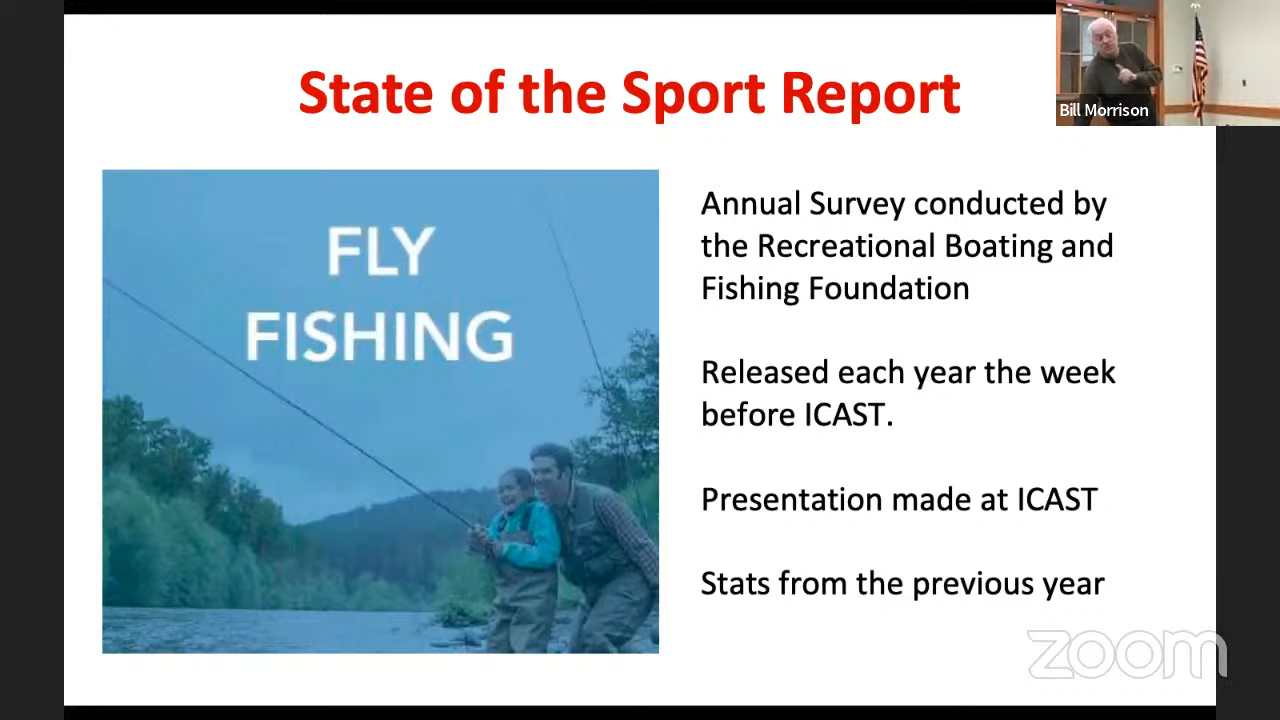 State of the Sport Report
Bill Morrison
FLY
FISHING
Annual Survey conducted by
the Recreational Boating and
Fishing Foundation
Released each year the week
before ICAST.
Presentation made at ICAST
Stats from the previous year
zoom